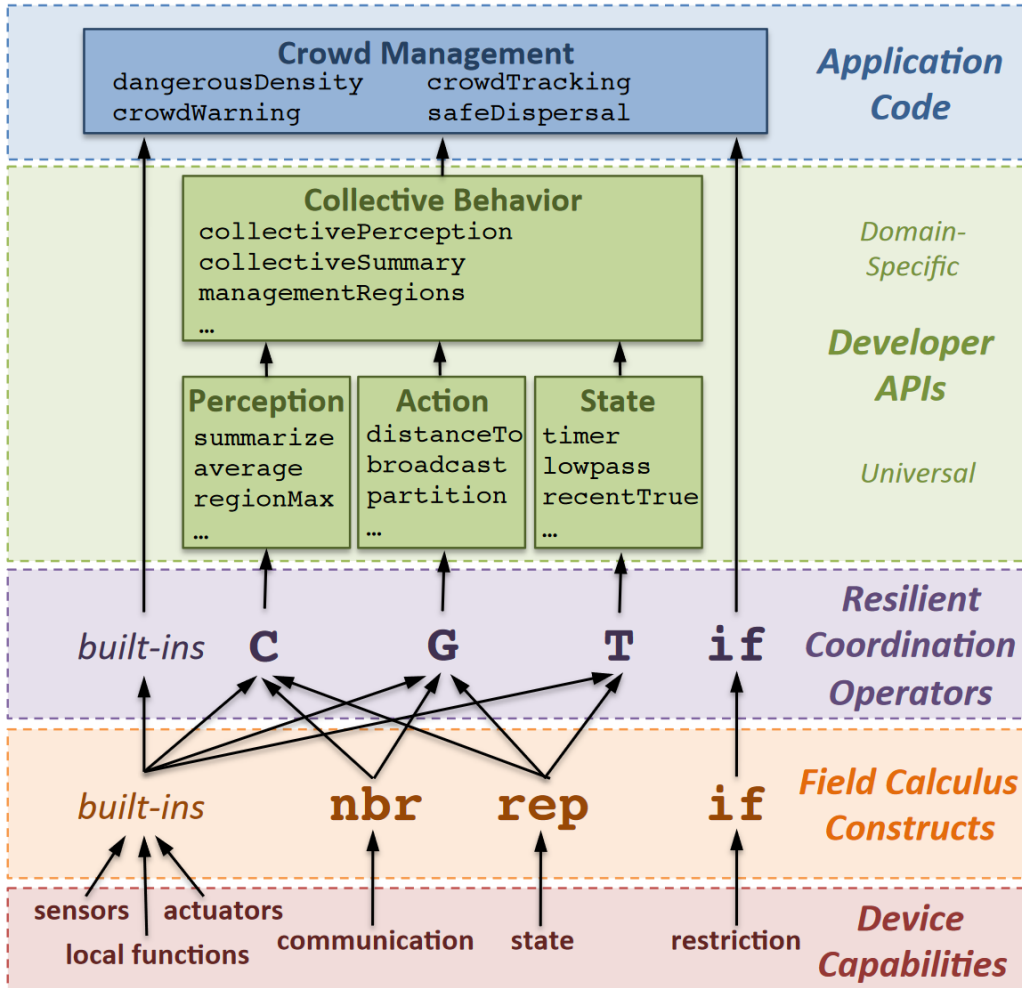 Crowd Management
dangerousDensity crowdTracking
crowdWarning safeDispersal
Application
Code
Collective Behavior
collectivePerception
collectiveSummary
managementRegions
…
Domain-
Specific
Developer
APIs
Universal
Perception
summarize
average
regionMax
…
Action
distanceTo
broadcast
partition
…
State
timer
lowpass
recentTrue
…
built-ins C G T if
Resilient
Coordination
Operators
built-ins nbr rep if
Field Calculus
Constructs
sensors actuators
local functions
communication state restriction
Device
Capabilities